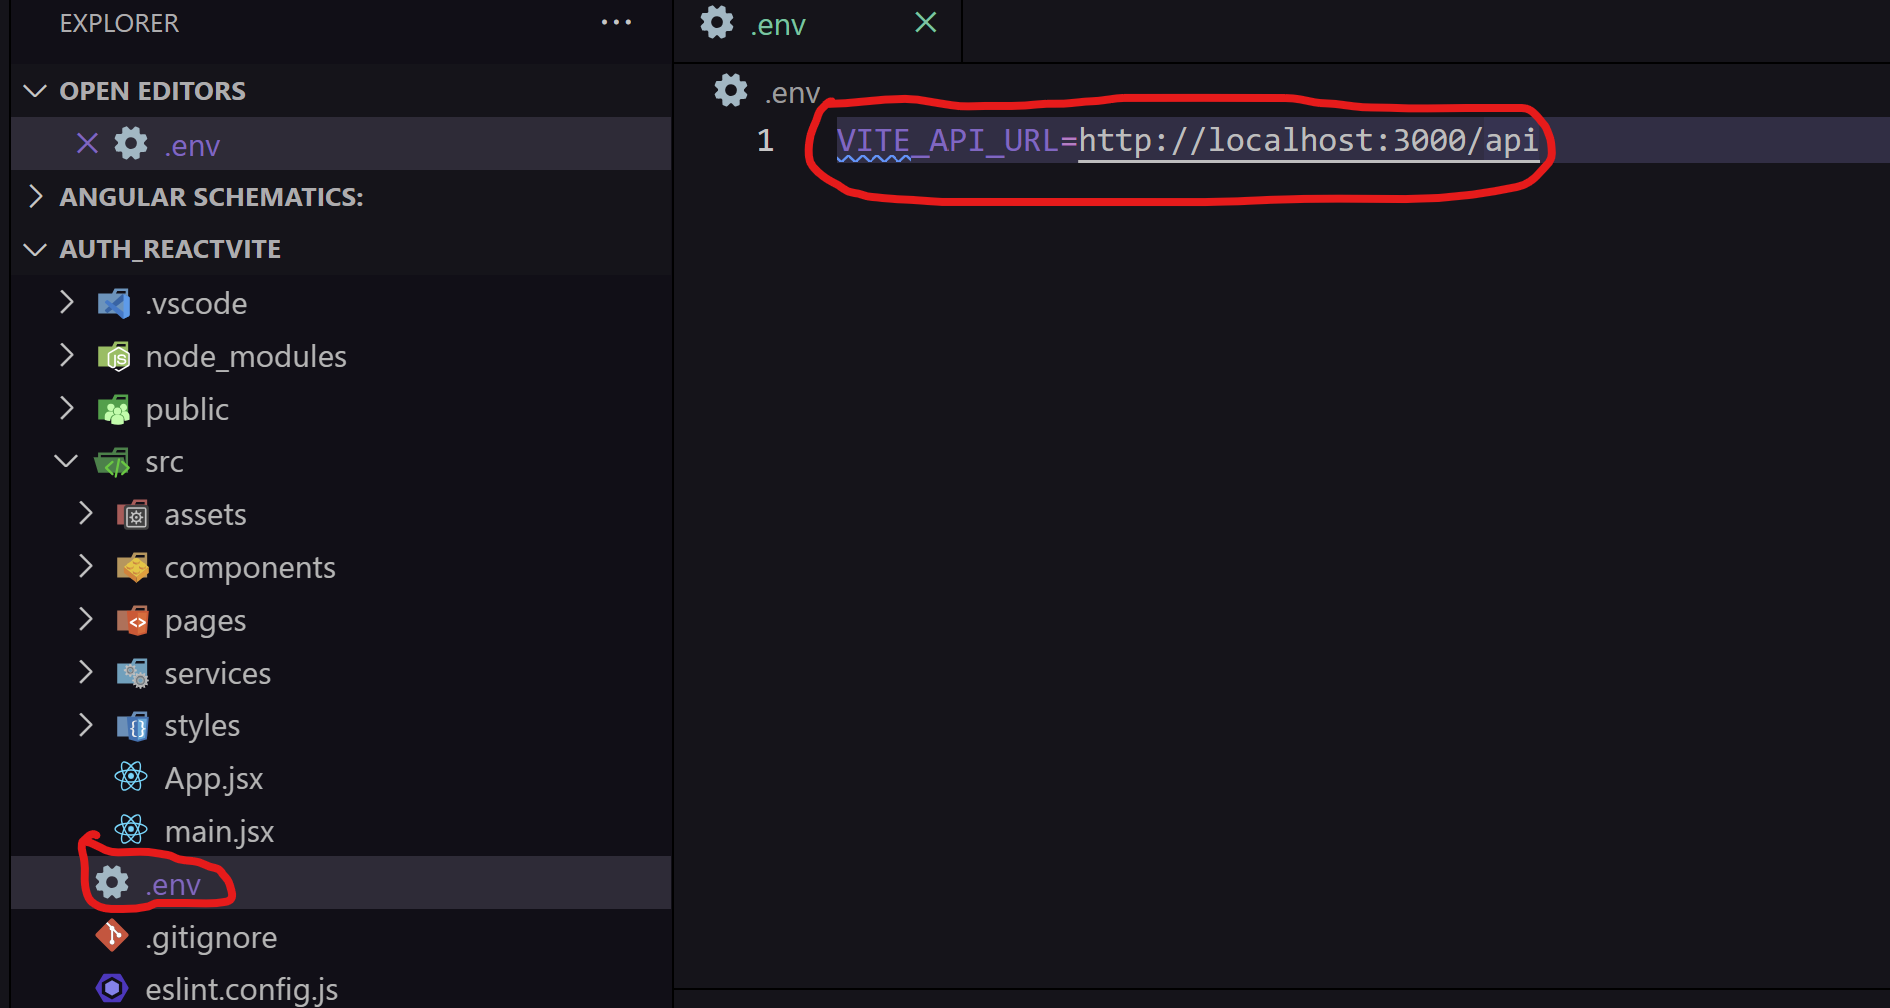 EXPLORER
···
OPEN EDITORS
.env
ANGULAR SCHEMATICS:
AUTH_REACTVITE
.vscode
node_modules
public
src
assets
components
pages
services
styles
App.jsx
main.jsx
.env
.gitignore
eslint.config.js
.env
.env
1 VITE_API_URL=http://localhost:3000/api